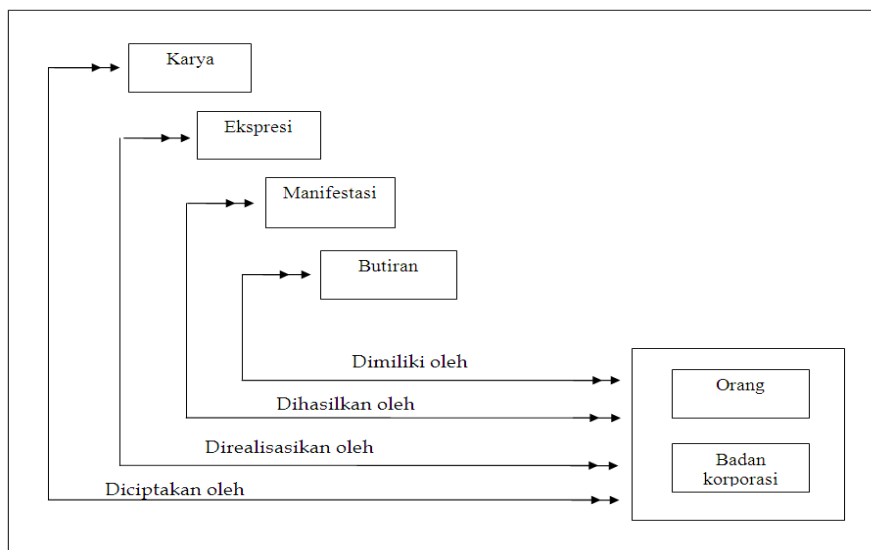 Karya
Ekspresi
Manifestasi
Butiran
Dimiliki oleh
Orang
Dihasilkan oleh
Direalisasikan oleh
Badan
korporasi
Diciptakan oleh